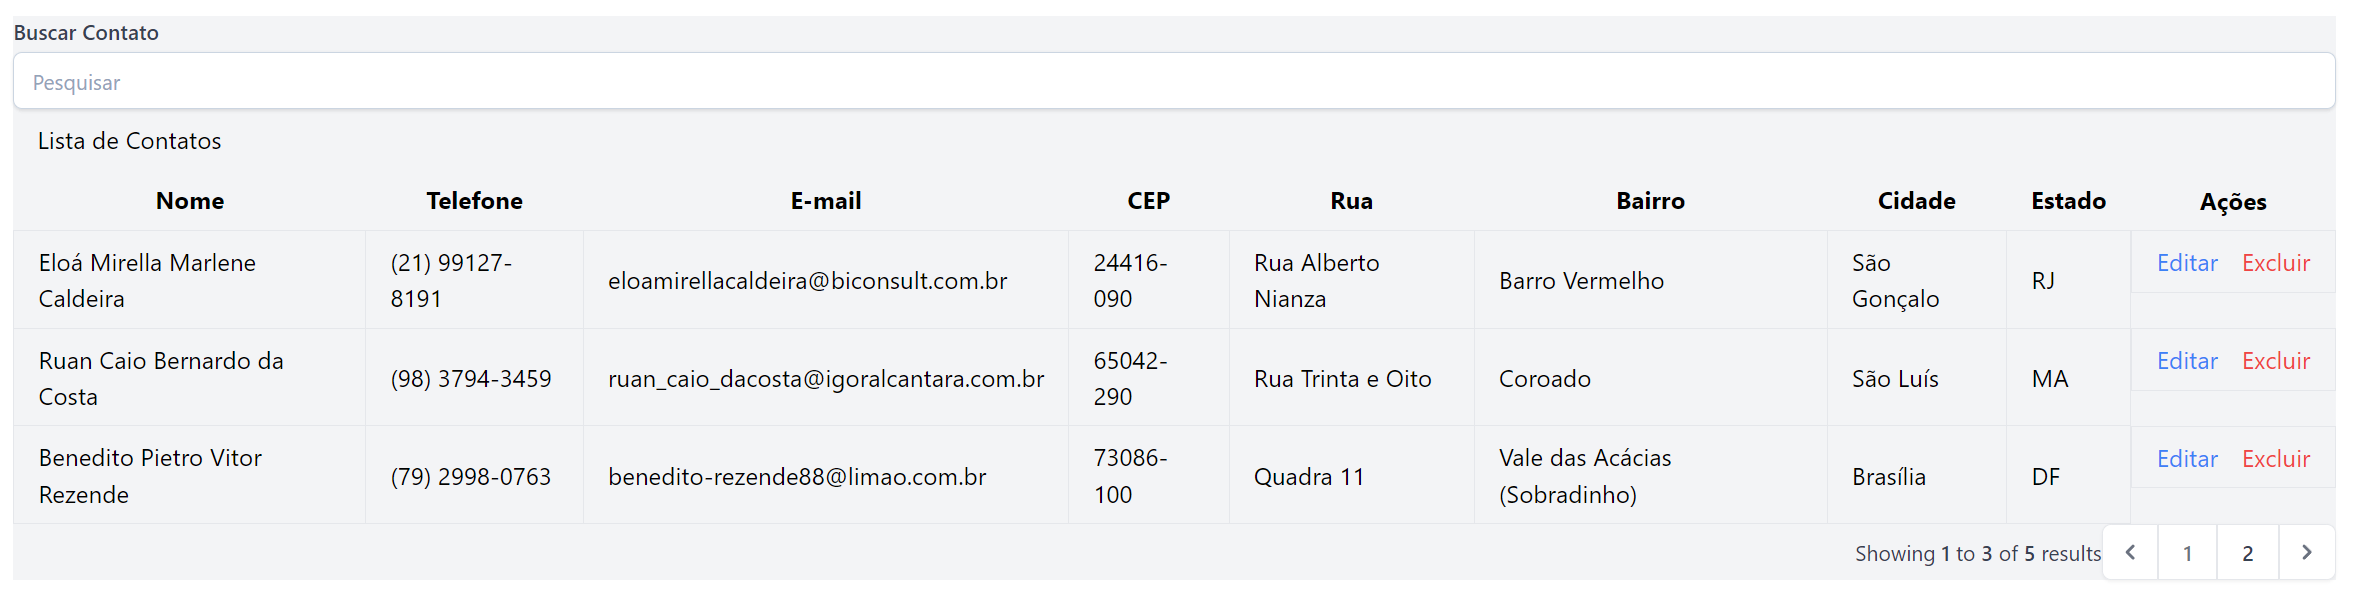 Buscar Contato
Pesquisar
Lista de Contatos
Nome Telefone E-mail CEP Rua Bairro Cidade Estado Ações
Eloá Mirella Marlene Caldeira (21) 99127-8191 eloamirellacaldeira@biconsult.com.br 24416-090 Rua Alberto Nianza Barro Vermelho São Gonçalo RJ Editar Excluir
Ruan Caio Bernardo da Costa (98) 3794-3459 ruan_caio_dacosta@igoralcantara.com.br 65042-290 Rua Trinta e Oito Coroado São Luís MA Editar Excluir
Benedito Pietro Vitor Rezende (79) 2998-0763 benedito-rezende88@limao.com.br 73086-100 Quadra 11 Vale das Acácias (Sobradinho) Brasília DF Editar Excluir
Showing 1 to 3 of 5 results 1 2